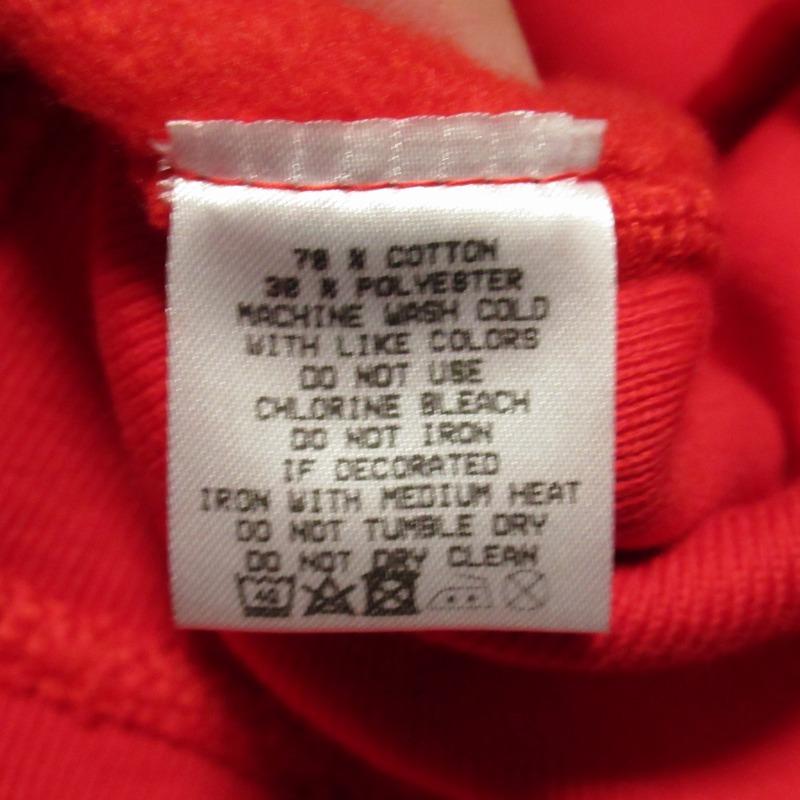 70 % COTTON
30 % POLYESTER
MACHINE WASH COLD
WITH LIKE COLORS
DO NOT USE
CHLORINE BLEACH
DO NOT IRON
IF DECORATED
IRON WITH MEDIUM HEAT
DO NOT TUMBLE DRY
DO NOT DRY CLEAN
40